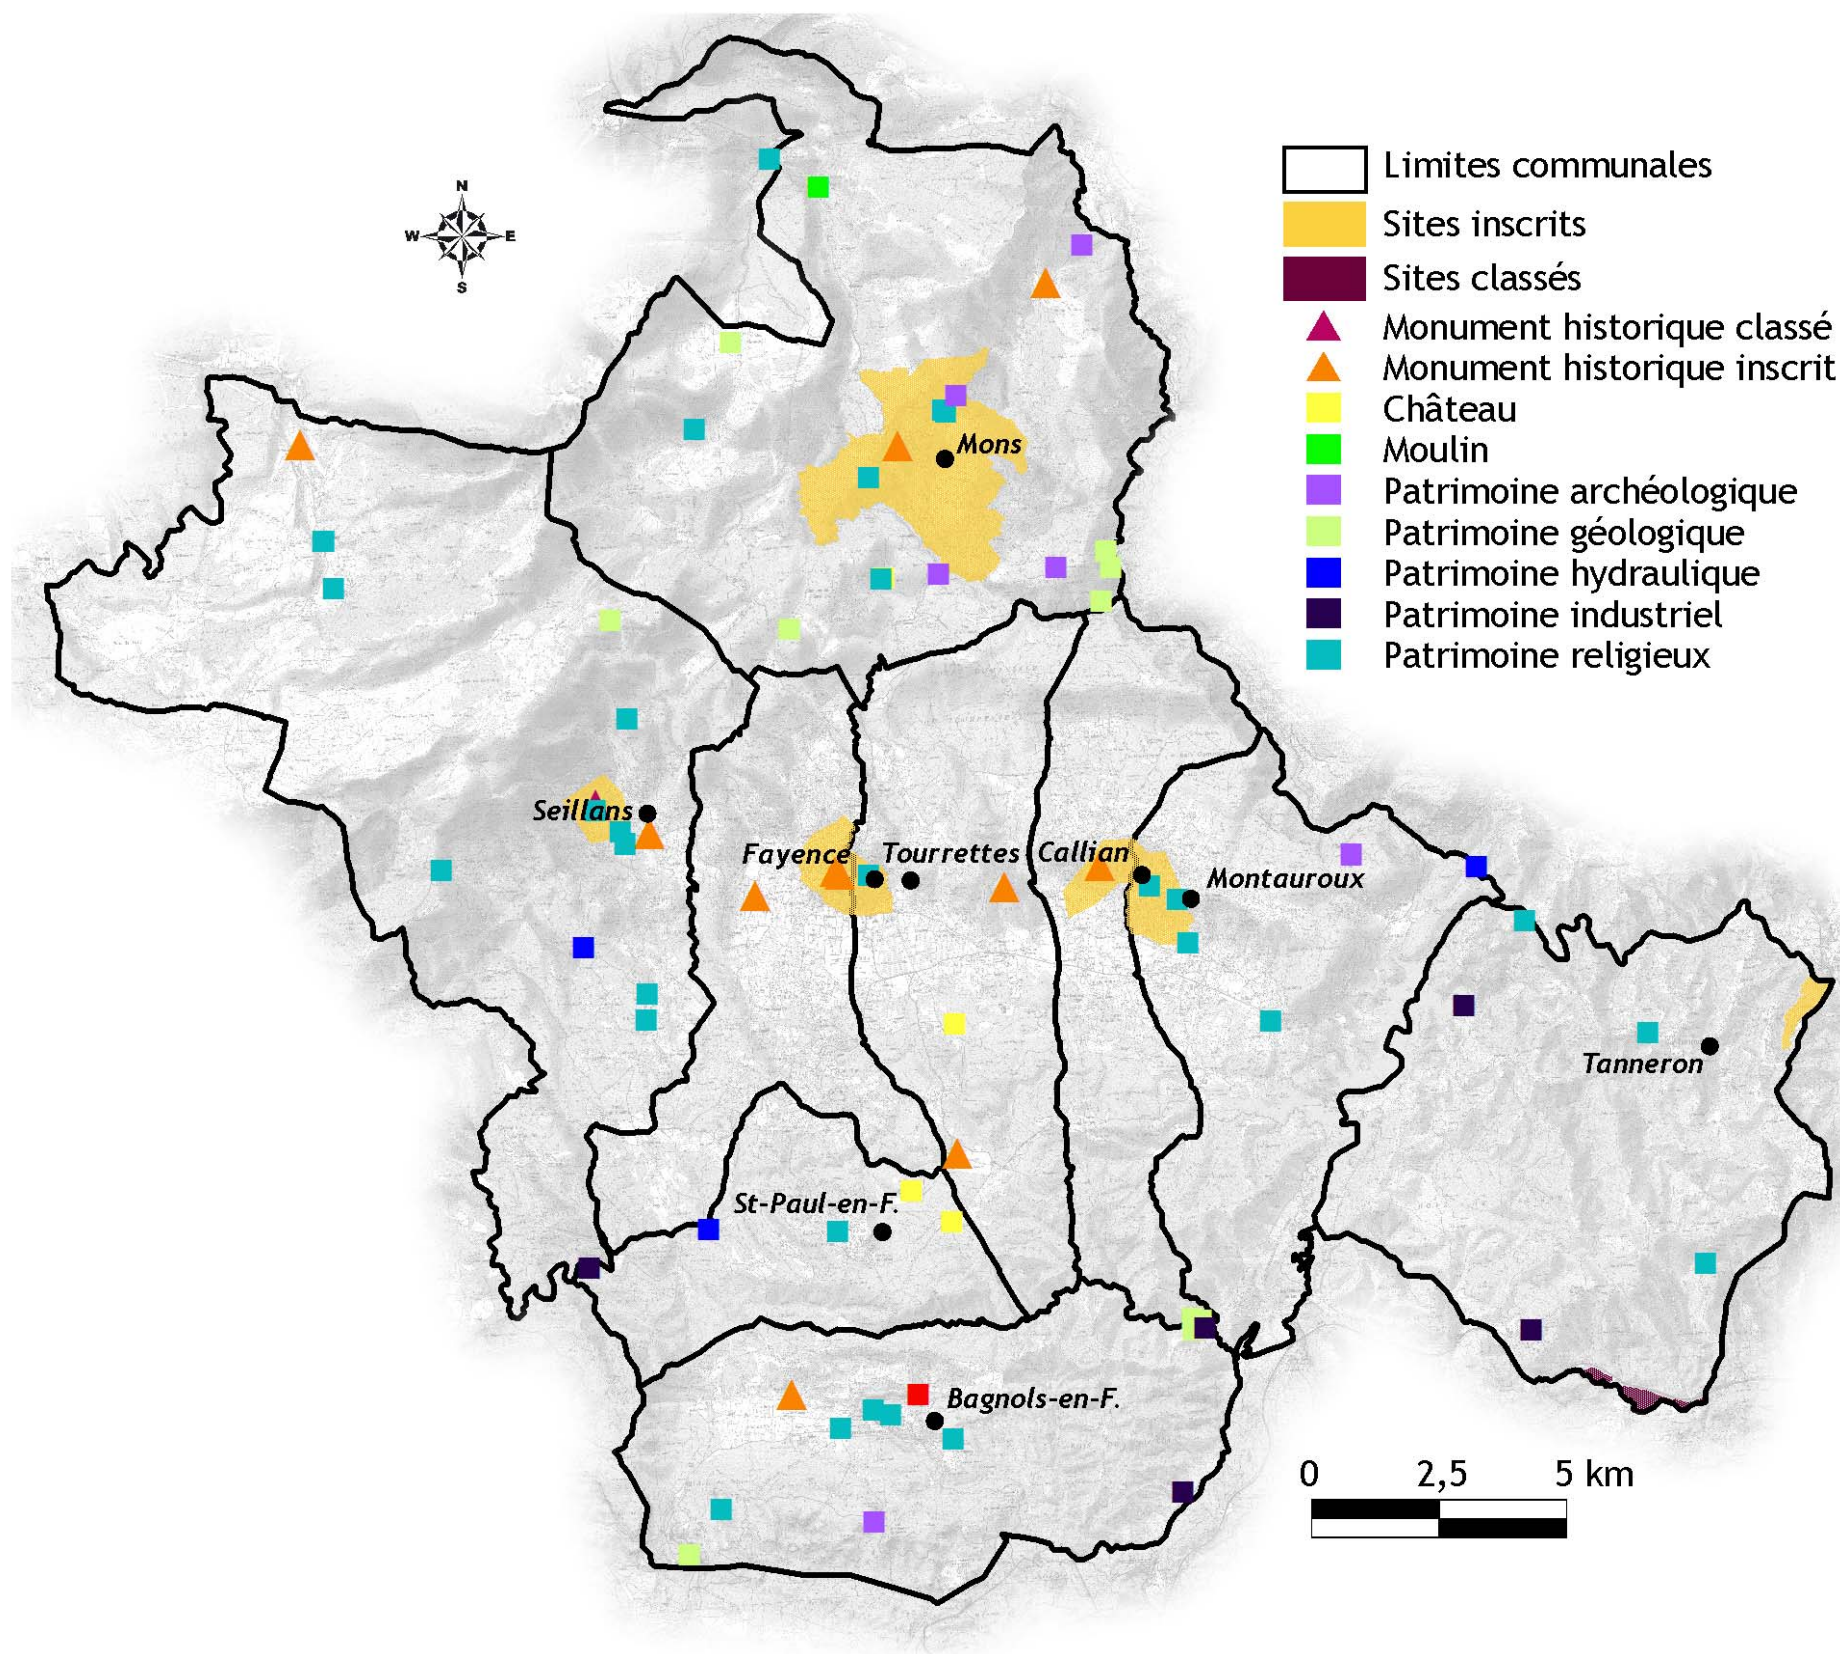 N
W
E
S
Limites communales
Sites inscrits
Sites classés
Monument historique classé
Monument historique inscrit
Château
Moulin
Patrimoine archéologique
Patrimoine géologique
Patrimoine hydraulique
Patrimoine industriel
Patrimoine religieux
Mons
Seillans
Fayence
Tourrettes
Callian
Montauroux
Tanneron
St-Paul-en-F.
Bagnols-en-F.
0 2,5 5 km